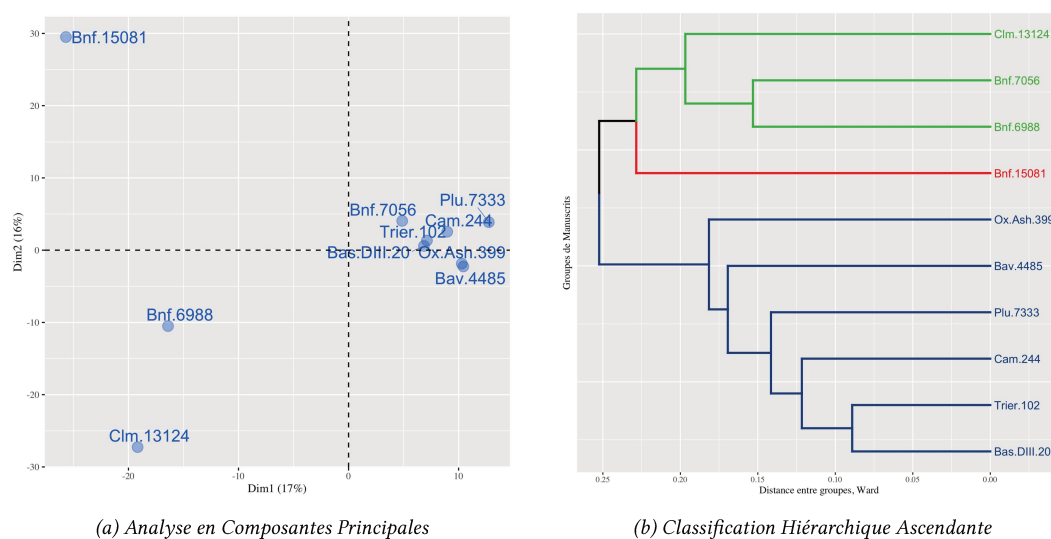 30
20
10
0
-10
-20
-30
Dim2 (16%)
Bnf.15081
Plu.7333
Bnf.7056
Cam.244
Trier.102
Bas.DIII.20
Ox.Ash.399
Bav.4485
Bnf.6988
Clm.13124
-20
-10
0
10
Dim1 (17%)
(a) Analyse en Composantes Principales
Groupes de Manuscrits
Clm.13124
Bnf.7056
Bnf.6988
Bnf.15081
Ox.Ash.399
Bav.4485
Plu.7333
Cam.244
Trier.102
Bas.DIII.20
0.25
0.20
0.15
0.10
0.05
0.00
Distance entre groupes, Ward
(b) Classification Hiérarchique Ascendante